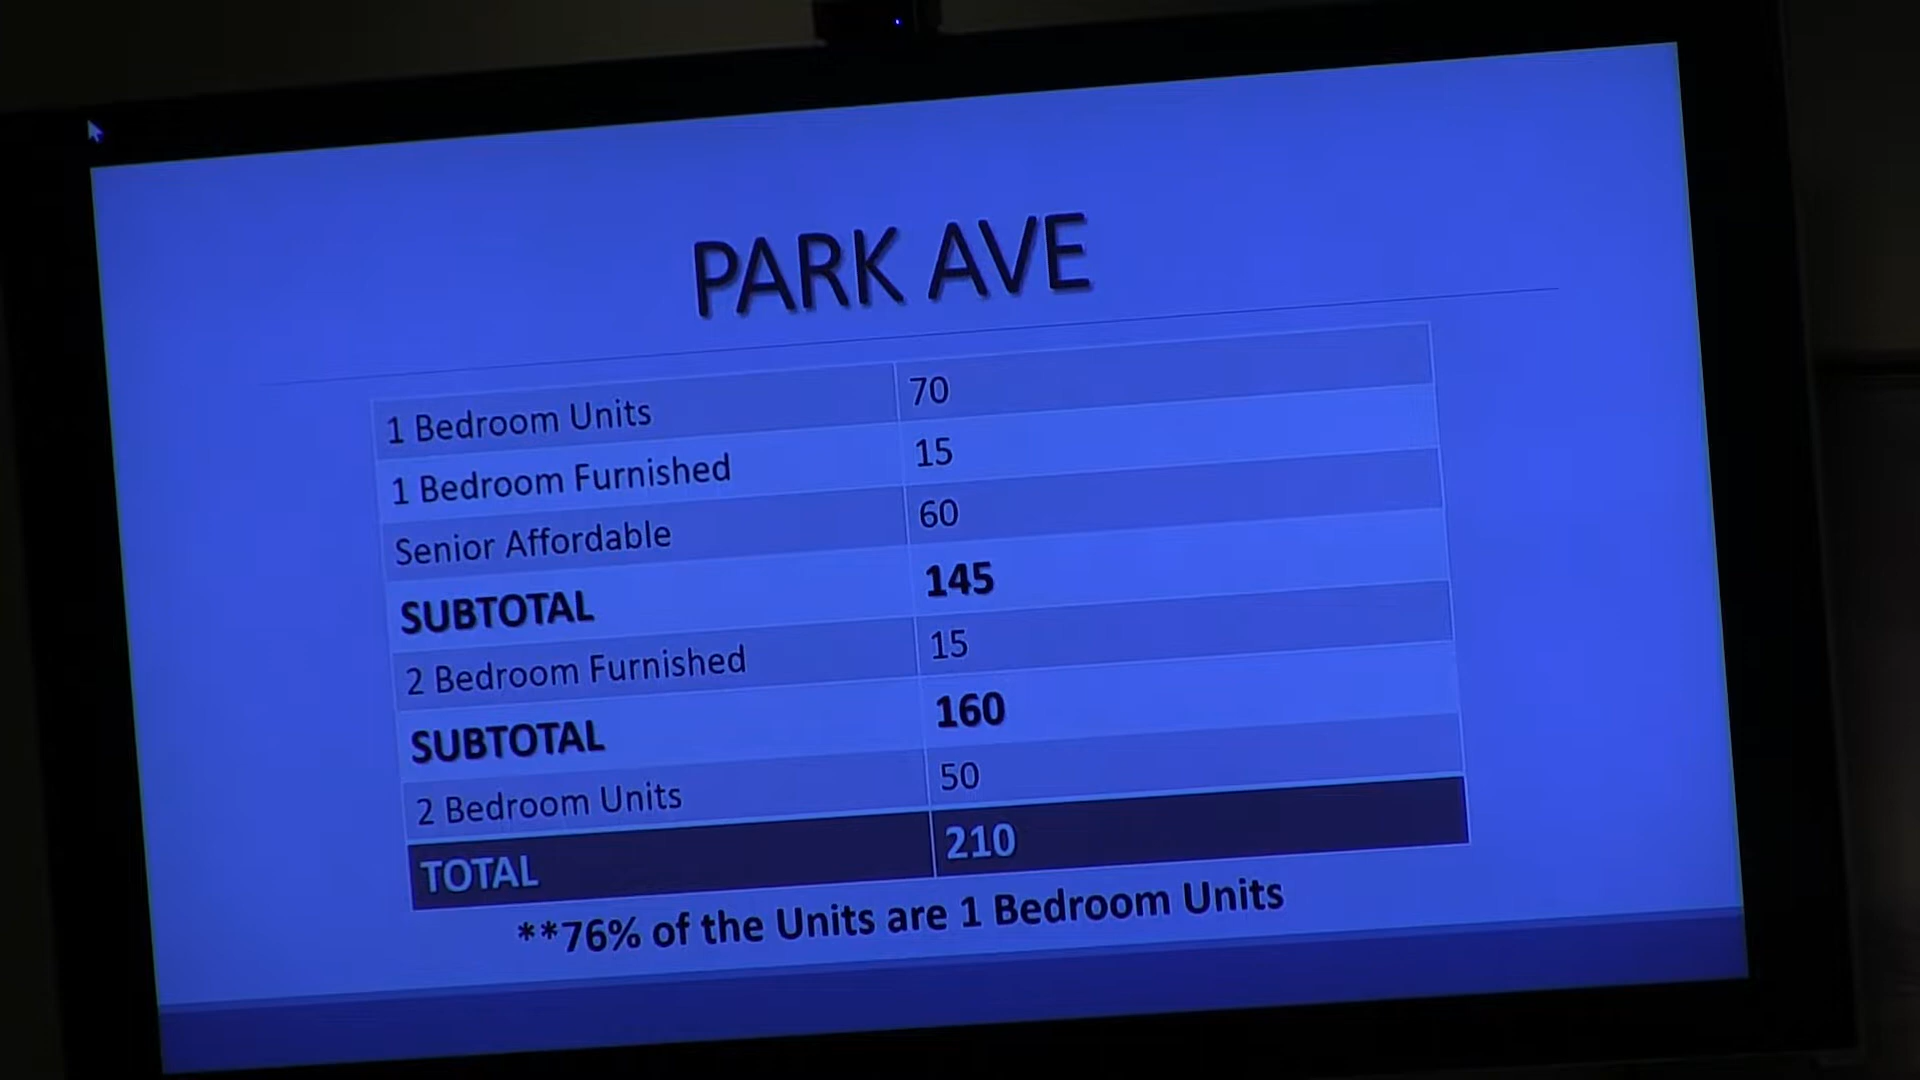 PARK AVE
1 Bedroom Units 70
1 Bedroom Furnished 15
Senior Affordable 60
SUBTOTAL 145
2 Bedroom Furnished 15
SUBTOTAL 160
2 Bedroom Units 50
TOTAL 210
**76% of the Units are 1 Bedroom Units